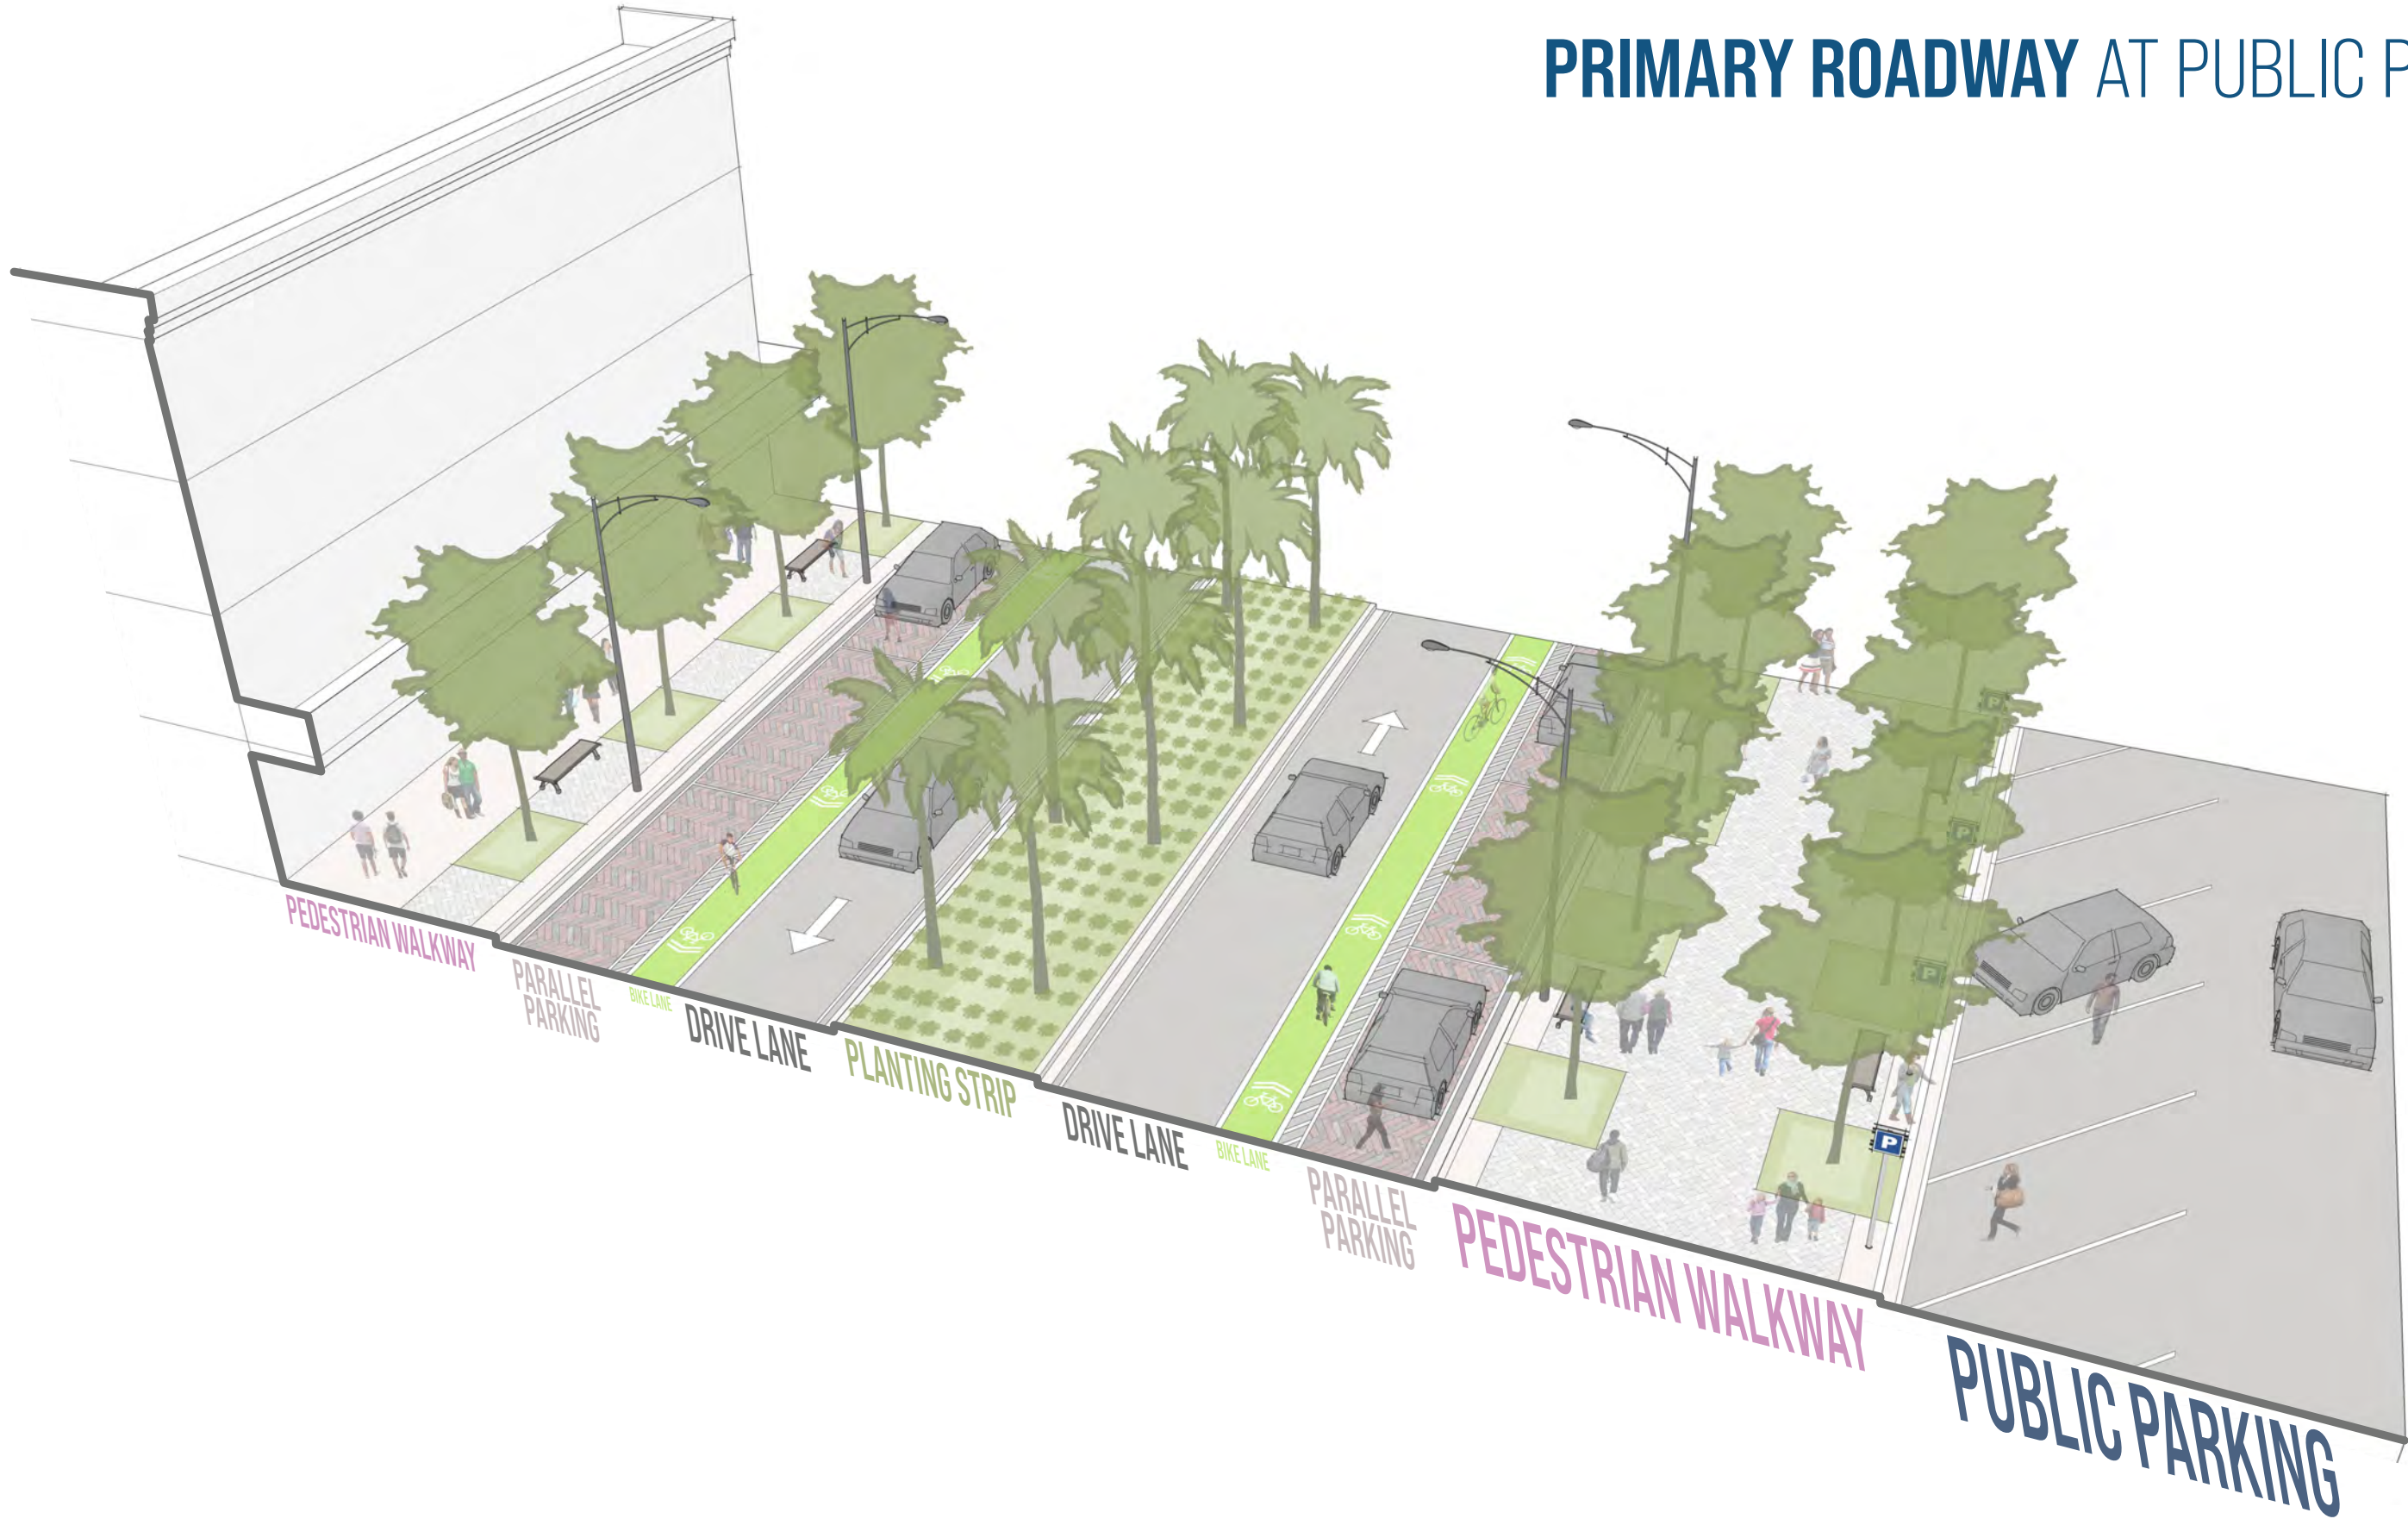 PRIMARY ROADWAY AT PUBLIC P
PEDESTRIAN WALKWAY
PARALLEL
PARKING
BIKE LANE
DRIVE LANE
PLANTING STRIP
DRIVE LANE
BIKE LANE
PARALLEL
PARKING
PEDESTRIAN WALKWAY
PUBLIC PARKING
P
P
P
P